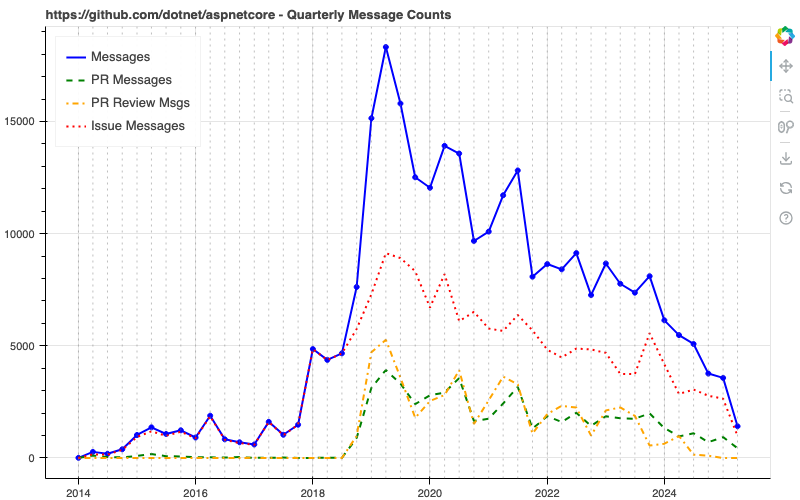 https://github.com/dotnet/aspnetcore - Quarterly Message Counts
Messages
PR Messages
PR Review Msgs
Issue Messages
15000
10000
5000
0
2014
2016
2018
2020
2022
2024